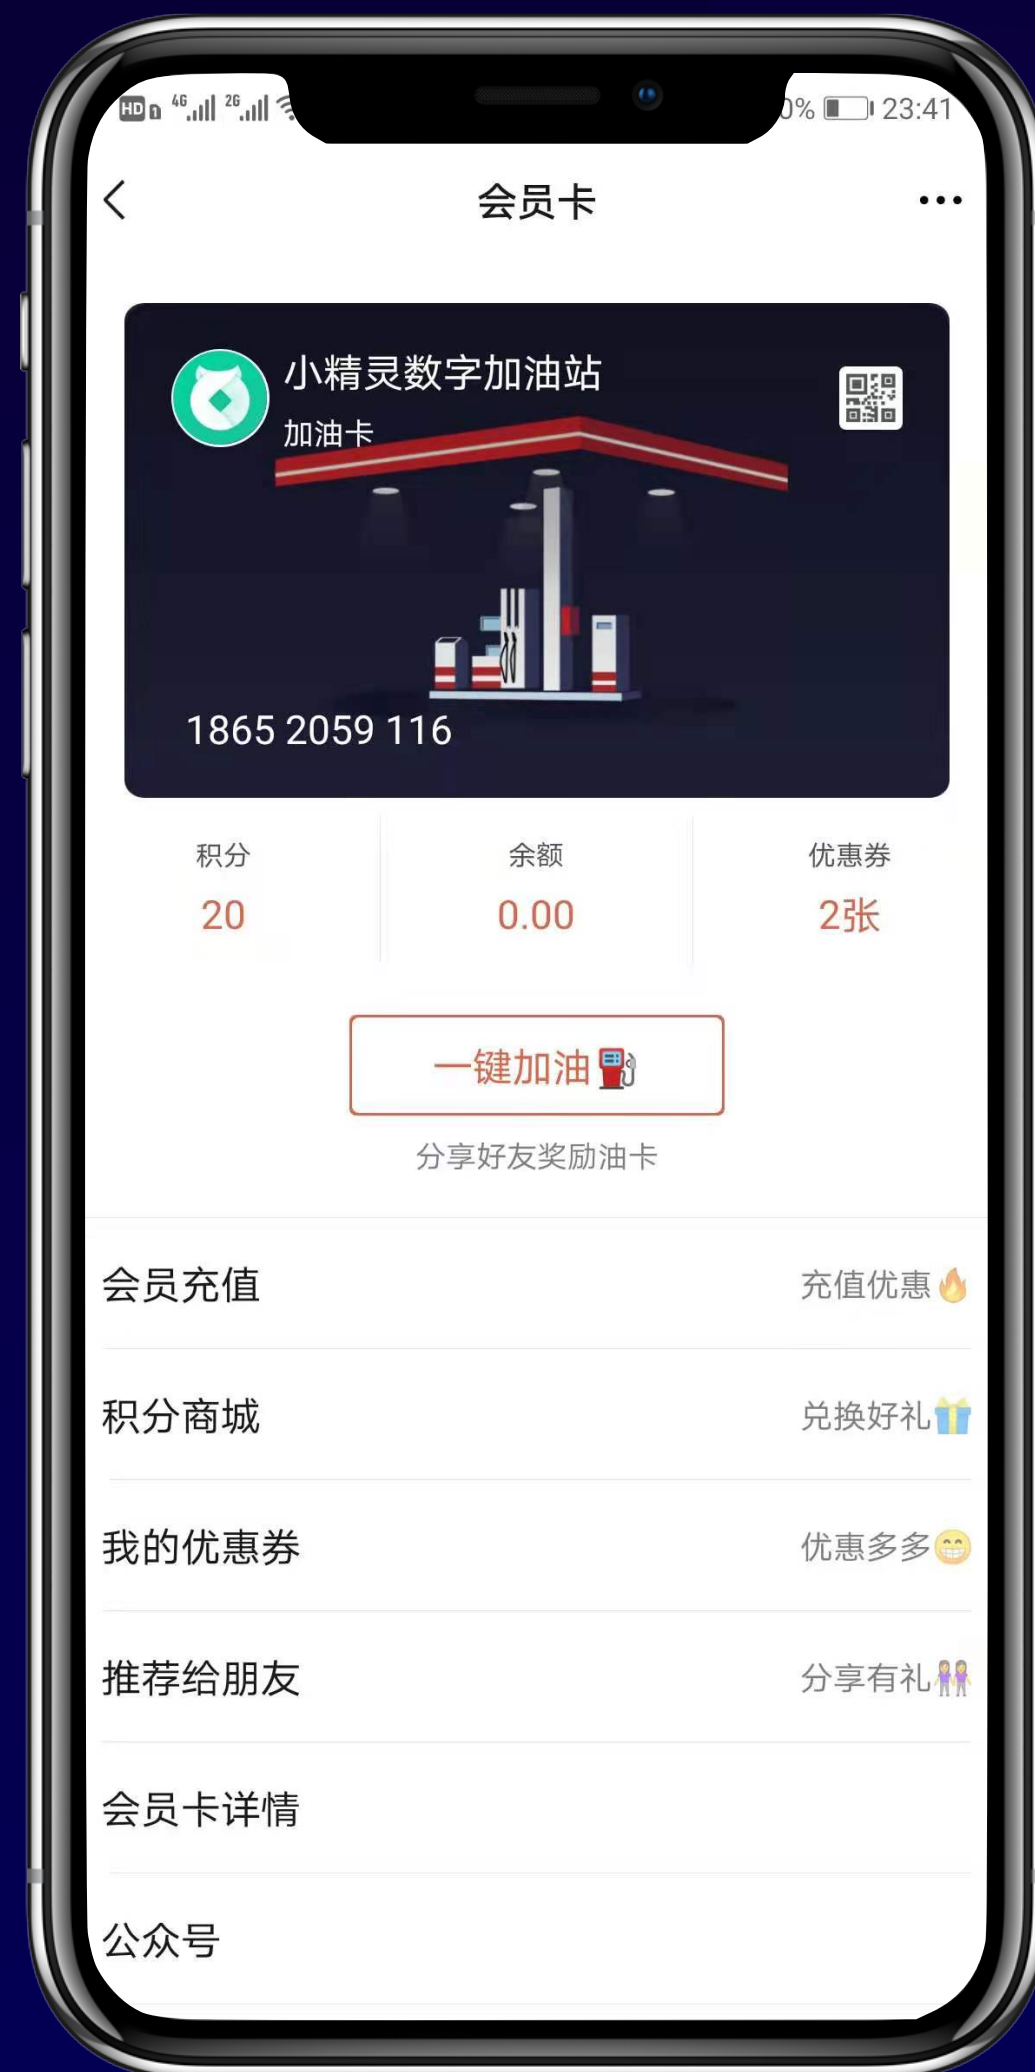 HD 1 4G 2G 0% 23:41
会员卡
小精灵数字加油站
加油卡
1865 2059 116
积分 余额 优惠券
20 0.00 2张
一键加油
分享好友奖励油卡
会员充值 充值优惠
积分商城 兑换好礼
我的优惠券 优惠多多
推荐给朋友 分享有礼
会员卡详情
公众号